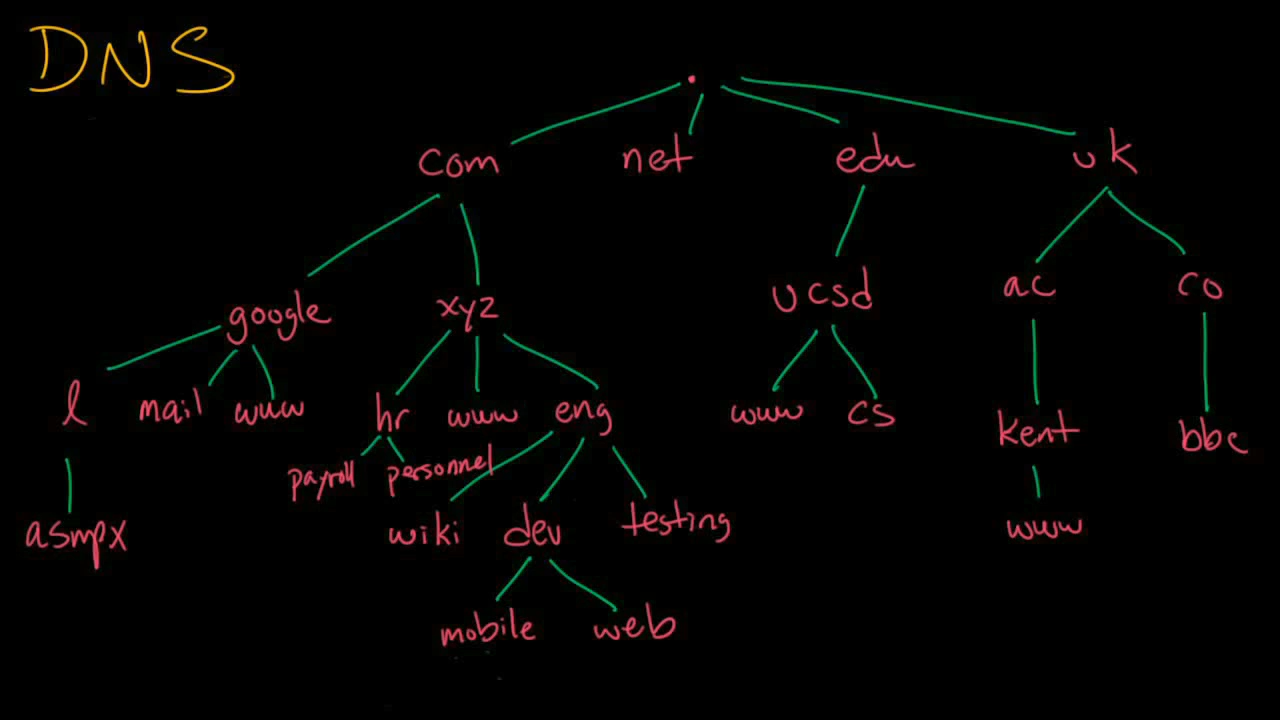 DNS
.
com net edu uk
google xyz ucsd ac co
l mail www hr www eng www cs kent bbc
payroll personnel
asmpx wiki dev testing www
mobile web